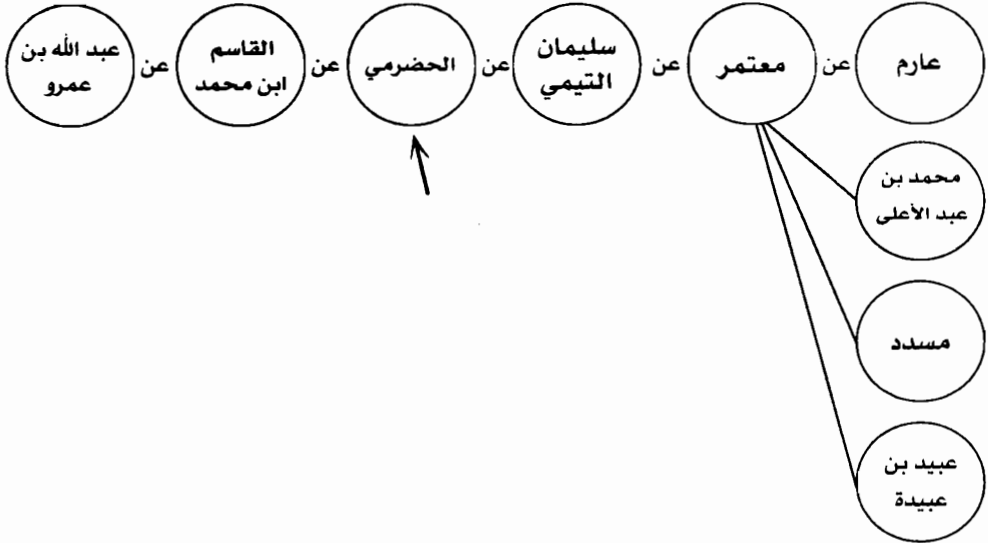 عارم عن معتمر عن سليمان التيمي عن الحضرمي عن القاسم ابن محمد عن عبد الله بن عمرو
محمد بن
عبد الأعلى
مسدد
عبيد بن
عبيدة